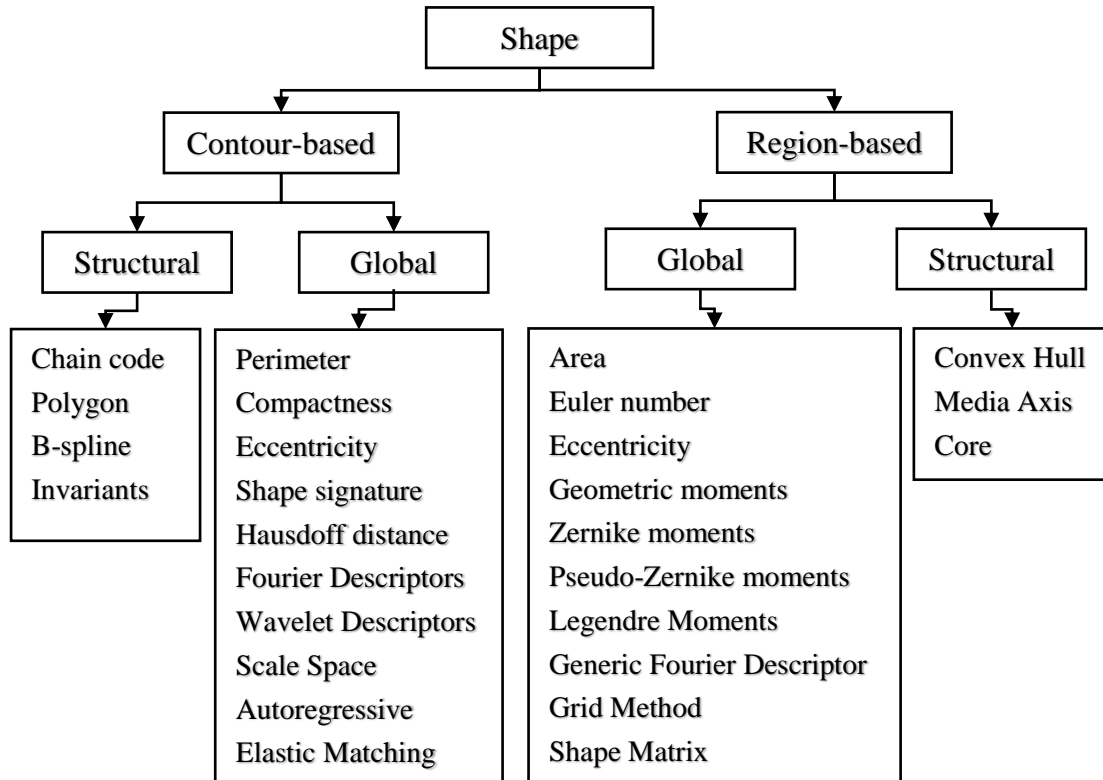 Shape
Contour-based
Region-based
Structural
Global
Global
Structural
Chain code
Polygon
B-spline
Invariants
Perimeter
Compactness
Eccentricity
Shape signature
Hausdoff distance
Fourier Descriptors
Wavelet Descriptors
Scale Space
Autoregressive
Elastic Matching
Area
Euler number
Eccentricity
Geometric moments
Zernike moments
Pseudo-Zernike moments
Legendre Moments
Generic Fourier Descriptor
Grid Method
Shape Matrix
Convex Hull
Media Axis
Core